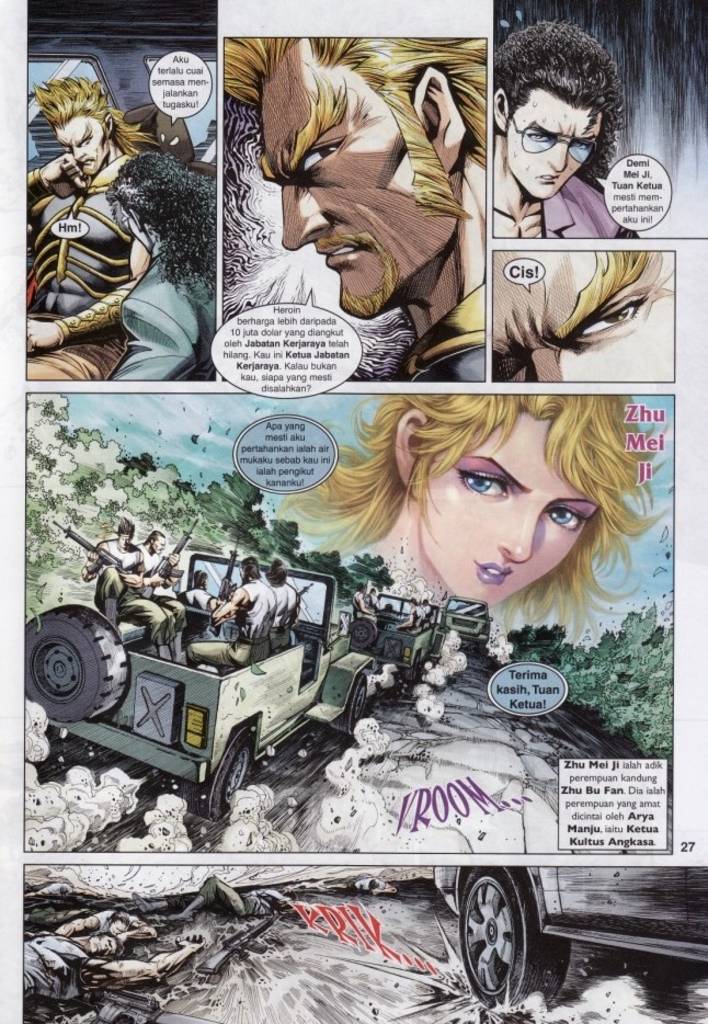 Aku
terlalu cuai
semasa men-
jalankan
tugasku!
Hm!
Heroin
berharga lebih daripada
10 juta dolar yang diangkut
oleh Jabatan Kerjaraya telah
hilang. Kau ini Ketua Jabatan
Kerjaraya. Kalau bukan
kau, siapa yang mesti
disalahkan?
Demi
Mei Ji,
Tuan Ketua
mesti mem-
pertahankan
aku ini!
Cis!
Apa yang
mesti aku
pertahankan ialah air
mukaku sebab kau ini
ialah pengikut
kananku!
Zhu
Mei
Ji
Terima
kasih, Tuan
Ketua!
VROOM...
Zhu Mei Ji ialah adik
perempuan kandung
Zhu Bu Fan. Dia ialah
perempuan yang amat
dicintai oleh Arya
Manju, iaitu Ketua
Kultus Angkasa.
27
KRIIK...